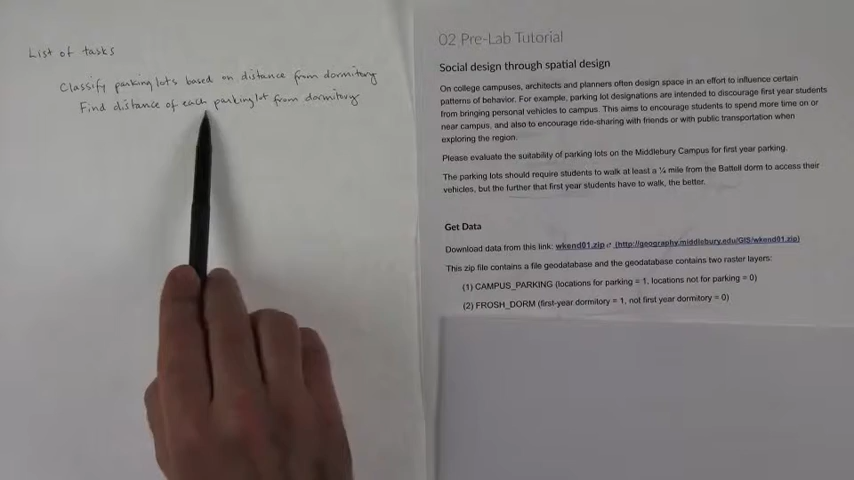 List of tasks
Classify parking lots based on distance from dormitory
Find distance of each parking lot from dormitory
02 Pre-Lab Tutorial
Social design through spatial design
On college campuses, architects and planners often design space in an effort to influence certain
patterns of behavior. For example, parking lot designations are intended to discourage first year students
from bringing personal vehicles to campus. This aims to encourage students to spend more time on or
near campus, and also to encourage ride-sharing with friends or with public transportation when
exploring the region.
Please evaluate the suitability of parking lots on the Middlebury Campus for first year parking.
The parking lots should require students to walk at least a ¼ mile from the Battell dorm to access their
vehicles, but the further that first year students have to walk, the better.
Get Data
Download data from this link: wkend01.zip (http://geography.middlebury.edu/GIS/wkend01.zip)
This zip file contains a file geodatabase and the geodatabase contains two raster layers:
(1) CAMPUS_PARKING (locations for parking = 1, locations not for parking = 0)
(2) FROSH_DORM (first-year dormitory = 1, not first year dormitory = 0)